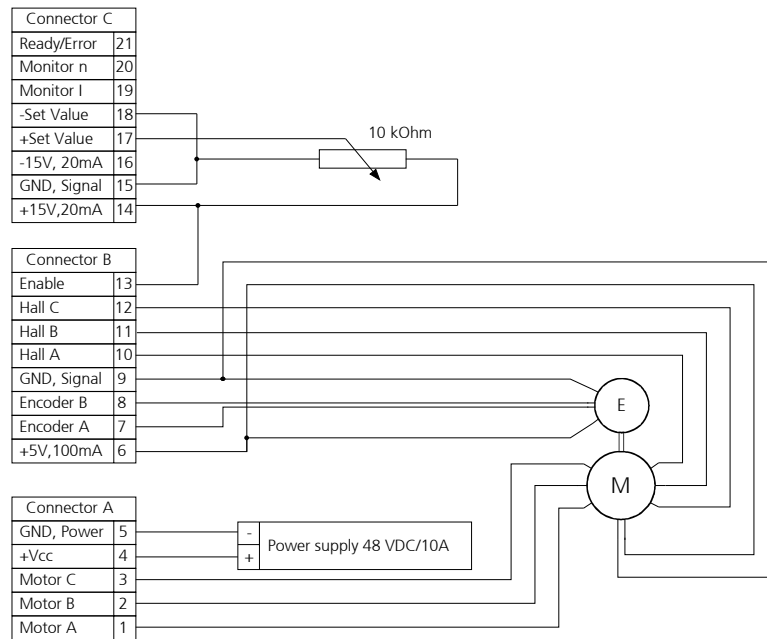 Connector C
Ready/Error 21
Monitor n 20
Monitor I 19
-Set Value 18
+Set Value 17
-15V, 20mA 16
GND, Signal 15
+15V,20mA 14
10 kOhm
Connector B
Enable 13
Hall C 12
Hall B 11
Hall A 10
GND, Signal 9
Encoder B 8
Encoder A 7
+5V,100mA 6
E
M
Connector A
GND, Power 5
+Vcc 4
Motor C 3
Motor B 2
Motor A 1
- Power supply 48 VDC/10A
+